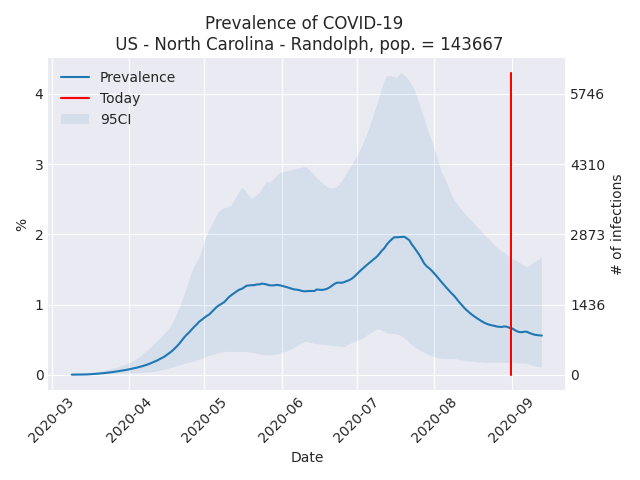 Prevalence of COVID-19
US - North Carolina - Randolph, pop. = 143667
Prevalence
Today
95CI
4
3
2
1
0
%
5746
4310
2873
1436
0
# of infections
2020-03
2020-04
2020-05
2020-06
2020-07
2020-08
2020-09
Date